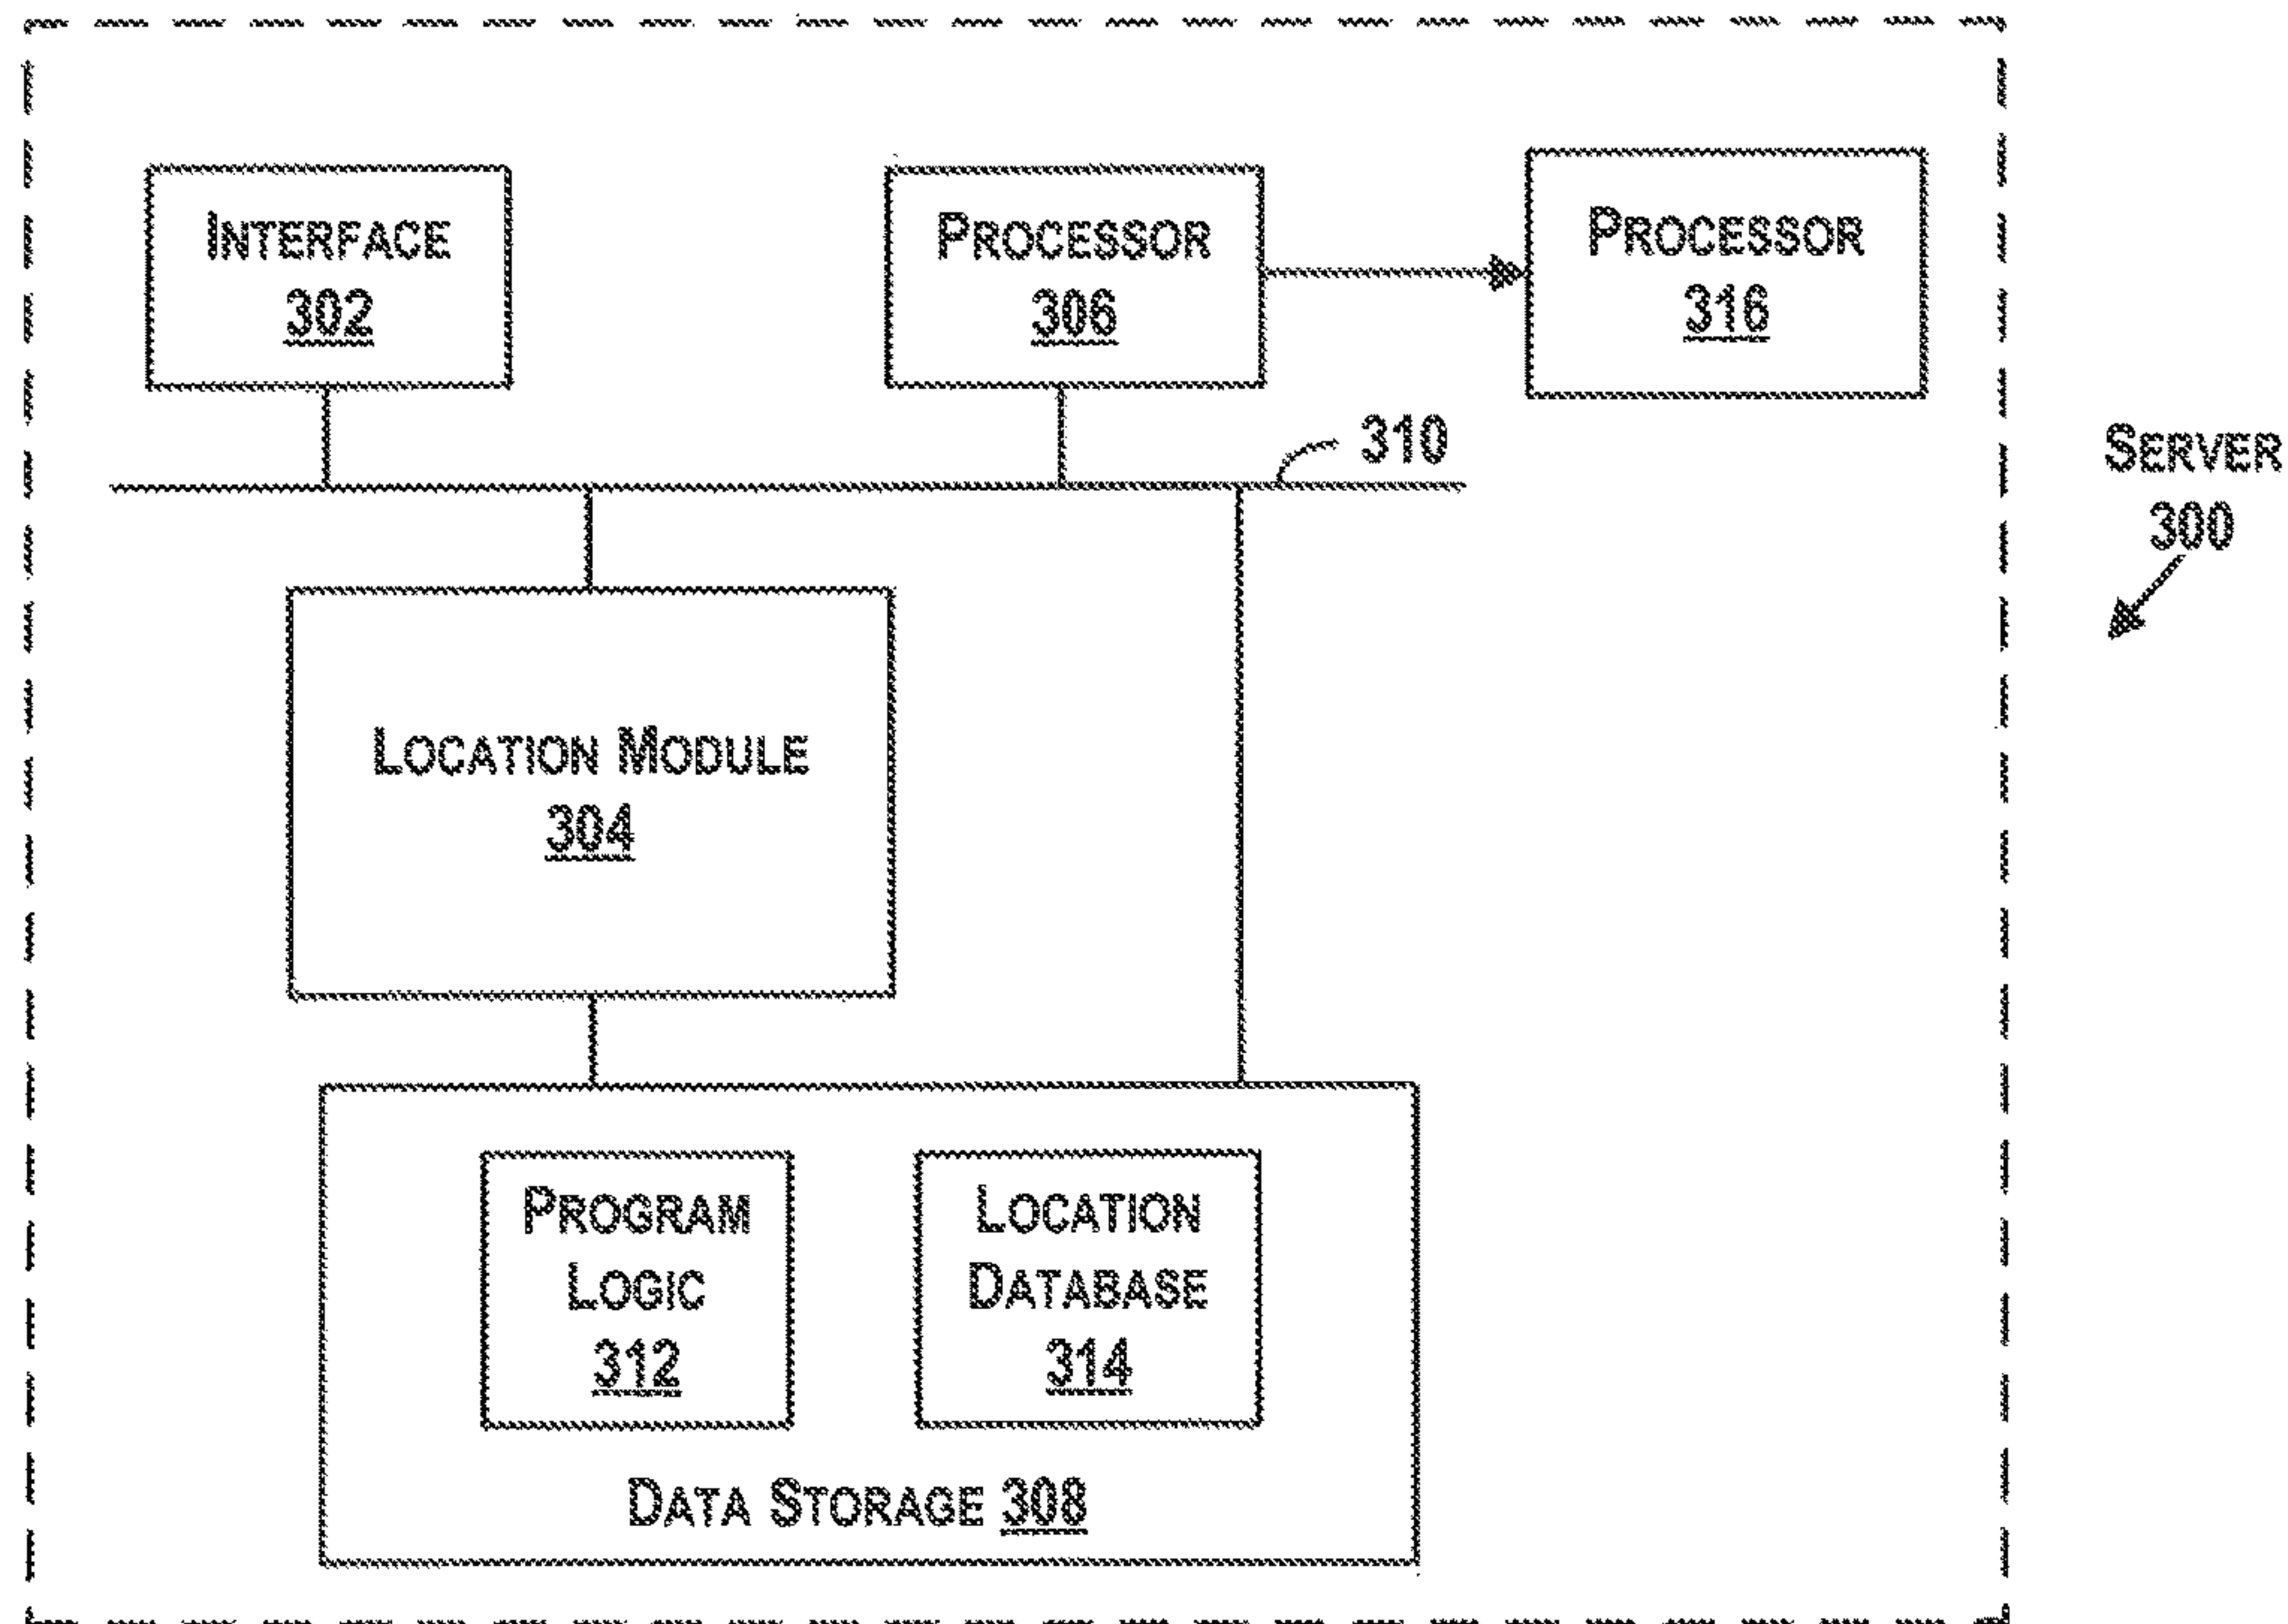 INTERFACE
302
PROCESSOR
306
PROCESSOR
316
310
SERVER
300
LOCATION MODULE
304
PROGRAM
LOGIC
312
LOCATION
DATABASE
314
DATA STORAGE 308